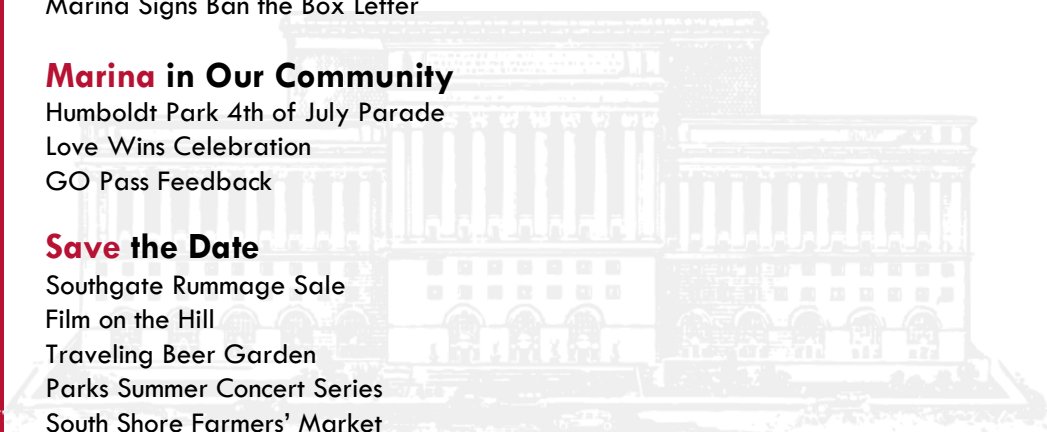 Marina Signs Ban the Box Letter
Marina in Our Community
Humboldt Park 4th of July Parade
Love Wins Celebration
GO Pass Feedback
Save the Date
Southgate Rummage Sale
Film on the Hill
Traveling Beer Garden
Parks Summer Concert Series
South Shore Farmers' Market